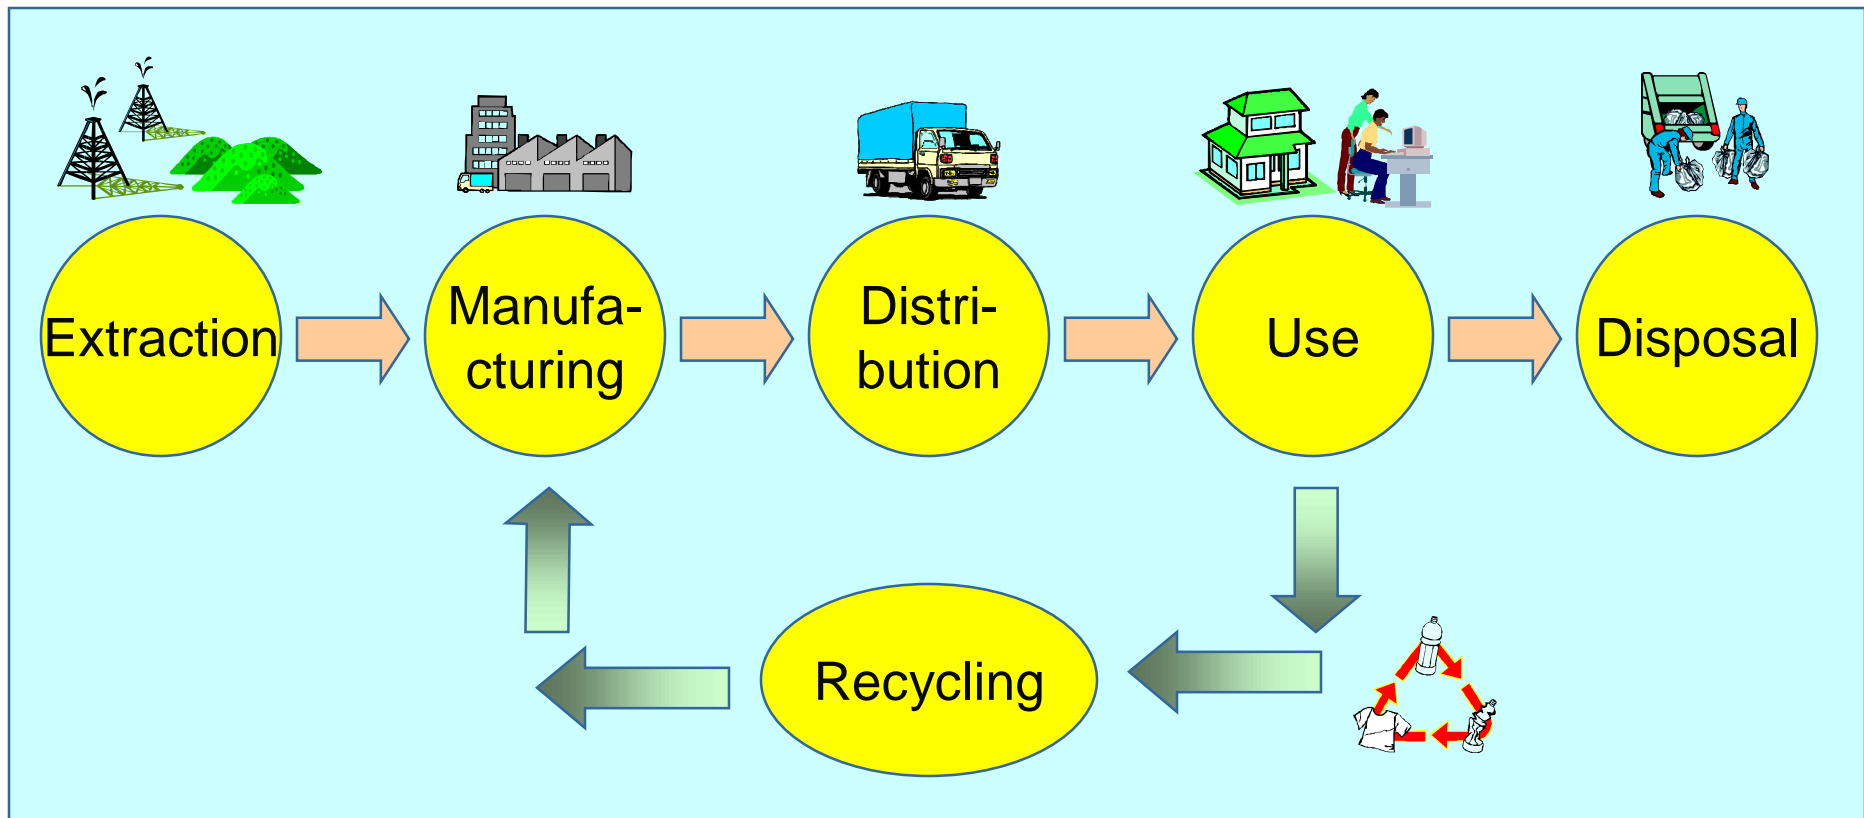 Extraction
Manufa-
cturing
Distri-
bution
Use
Disposal
Recycling